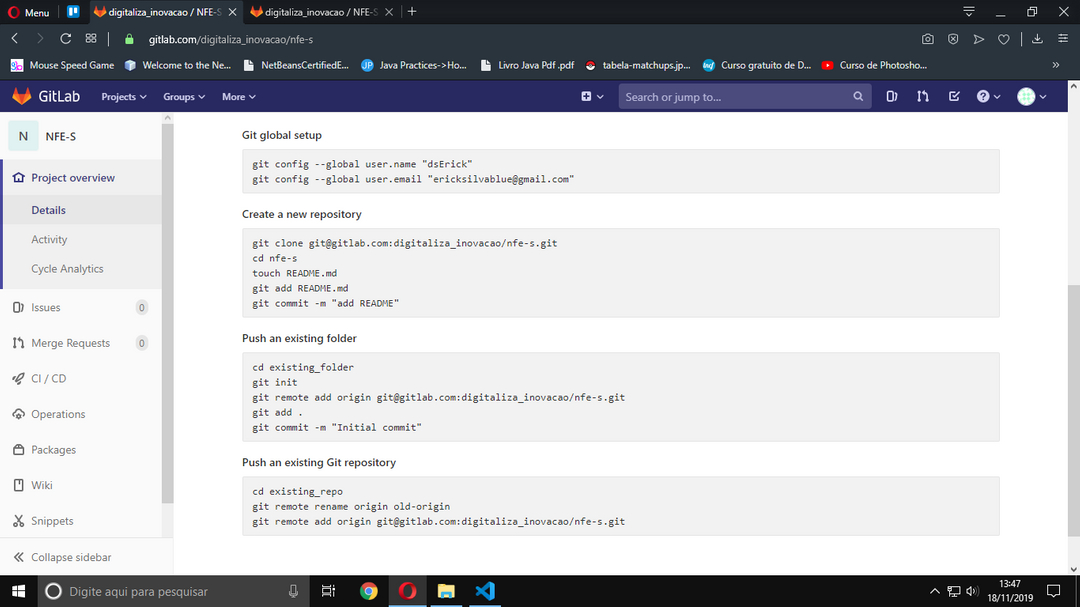 Menu
digitaliza_inovacao / NFE-S
digitaliza_inovacao / NFE-S
gitlab.com/digitaliza_inovacao/nfe-s
Mouse Speed Game
Welcome to the Ne...
NetBeansCertifiedE...
JP
Java Practices->Ho...
Livro Java Pdf .pdf
tabela-matchups.jp...
Curso gratuito de D...
Curso de Photosho...
»
GitLab
Projects
Groups
More
Search or jump to...
N
NFE-S
Project overview
Details
Activity
Cycle Analytics
Issues
0
Merge Requests
0
CI / CD
Operations
Packages
Wiki
Snippets
Collapse sidebar
Git global setup
git config --global user.name "dsErick"
git config --global user.email "ericksilvablue@gmail.com"
Create a new repository
git clone git@gitlab.com:digitaliza_inovacao/nfe-s.git
cd nfe-s
touch README.md
git add README.md
git commit -m "add README"
Push an existing folder
cd existing_folder
git init
git remote add origin git@gitlab.com:digitaliza_inovacao/nfe-s.git
git add .
git commit -m "Initial commit"
Push an existing Git repository
cd existing_repo
git remote rename origin old-origin
git remote add origin git@gitlab.com:digitaliza_inovacao/nfe-s.git
Digite aqui para pesquisar
13:47
18/11/2019